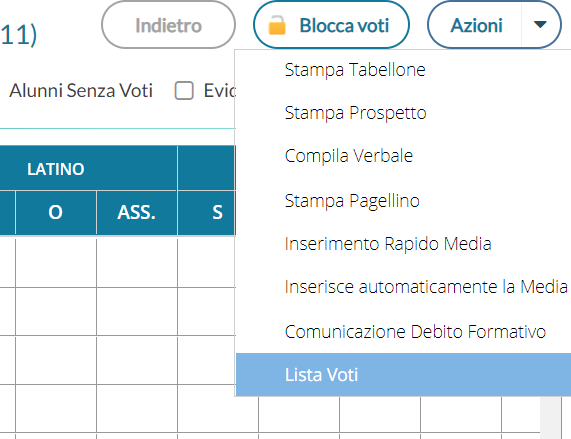 11)
Indietro
Blocca voti
Azioni
Alunni Senza Voti
Evid
Stampa Tabellone
Stampa Prospetto
Compila Verbale
Stampa Pagellino
Inserimento Rapido Media
Inserisce automaticamente la Media
Comunicazione Debito Formativo
Lista Voti
LATINO
O
ASS.
S